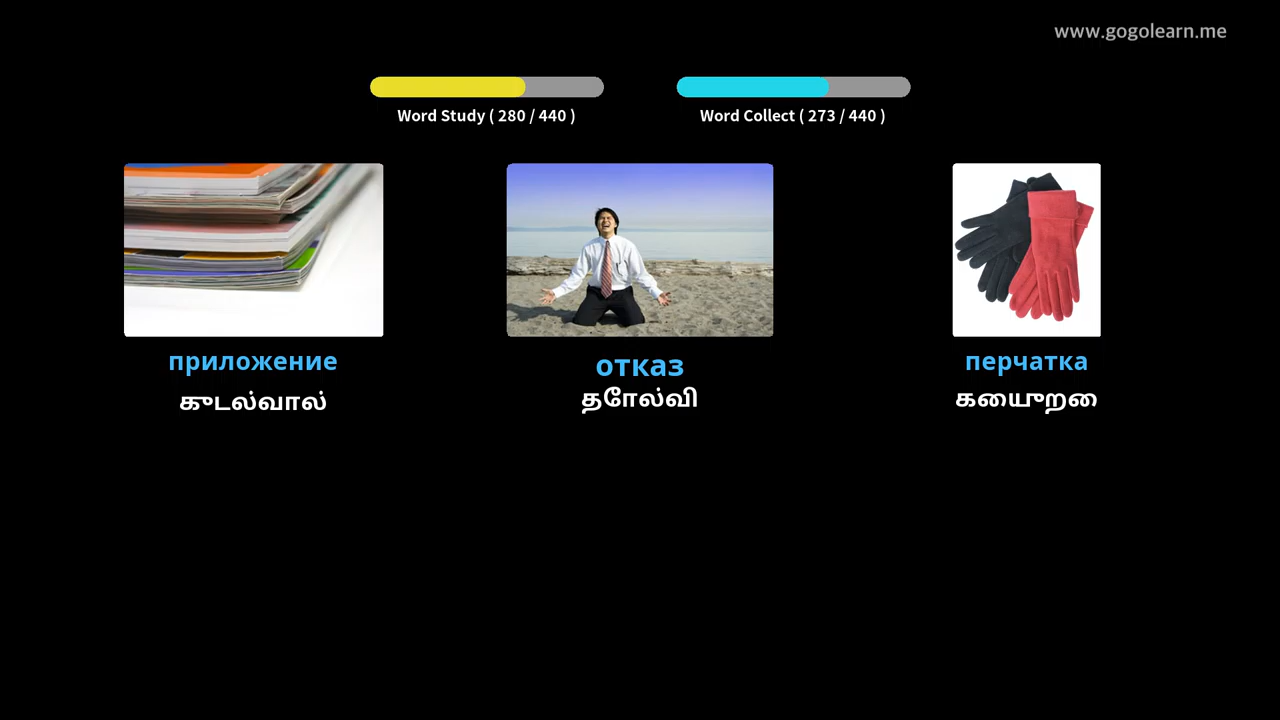 www.gogolearn.me
Word Study ( 280 / 440 )
Word Collect ( 273 / 440 )
приложение
отказ
перчатка
குடல்வால்
தோல்வி
கையுறை